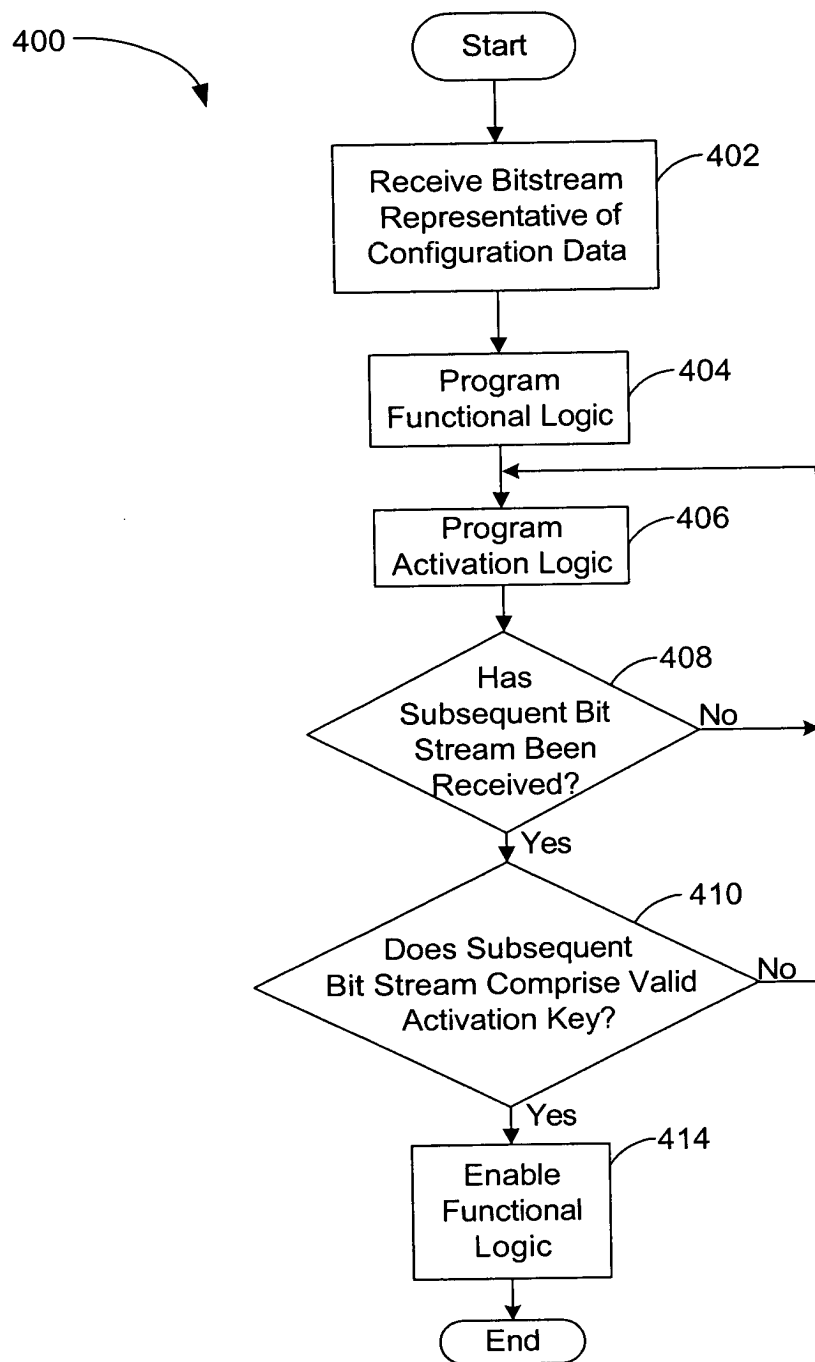 400
Start
402
Receive Bitstream
Representative of
Configuration Data
404
Program
Functional Logic
406
Program
Activation Logic
408
Has
Subsequent Bit
Stream Been
Received?
No
Yes
410
Does Subsequent
Bit Stream Comprise Valid
Activation Key?
No
Yes
414
Enable
Functional
Logic
End